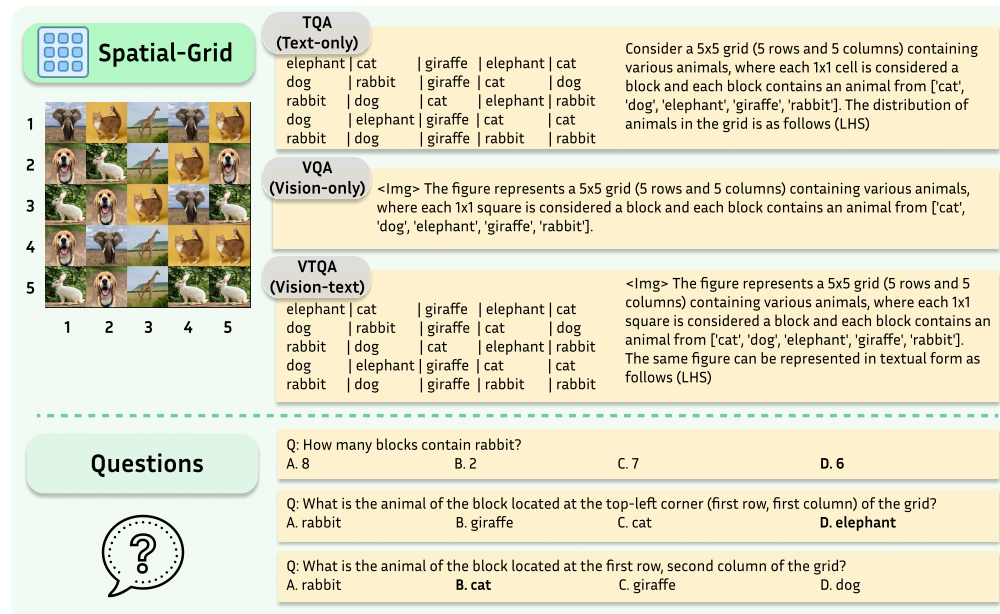 Spatial-Grid
1
2
3
4
5
1 2 3 4 5
TQA
(Text-only)
elephant | cat | giraffe | elephant | cat
dog | rabbit | giraffe | cat | dog
rabbit | dog | cat | elephant | rabbit
dog | elephant | giraffe | cat | cat
rabbit | dog | giraffe | rabbit | rabbit
Consider a 5x5 grid (5 rows and 5 columns) containing
various animals, where each 1x1 cell is considered a
block and each block contains an animal from ['cat',
'dog', 'elephant', 'giraffe', 'rabbit']. The distribution of
animals in the grid is as follows (LHS)
VQA
(Vision-only)
<Img> The figure represents a 5x5 grid (5 rows and 5 columns) containing various animals,
where each 1x1 square is considered a block and each block contains an animal from ['cat',
'dog', 'elephant', 'giraffe', 'rabbit'].
VTQA
(Vision-text)
elephant | cat | giraffe | elephant | cat
dog | rabbit | giraffe | cat | dog
rabbit | dog | cat | elephant | rabbit
dog | elephant | giraffe | cat | cat
rabbit | dog | giraffe | rabbit | rabbit
<Img> The figure represents a 5x5 grid (5 rows and 5
columns) containing various animals, where each 1x1
square is considered a block and each block contains an
animal from ['cat', 'dog', 'elephant', 'giraffe', 'rabbit'].
The same figure can be represented in textual form as
follows (LHS)
Questions
?
Q: How many blocks contain rabbit?
A. 8 B. 2 C. 7 D. 6
Q: What is the animal of the block located at the top-left corner (first row, first column) of the grid?
A. rabbit B. giraffe C. cat D. elephant
Q: What is the animal of the block located at the first row, second column of the grid?
A. rabbit B. cat C. giraffe D. dog